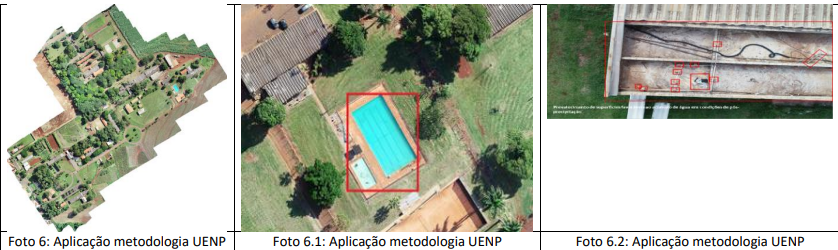 Foto 6: Aplicação metodologia UENP
Foto 6.1: Aplicação metodologia UENP
Foto 6.2: Aplicação metodologia UENP